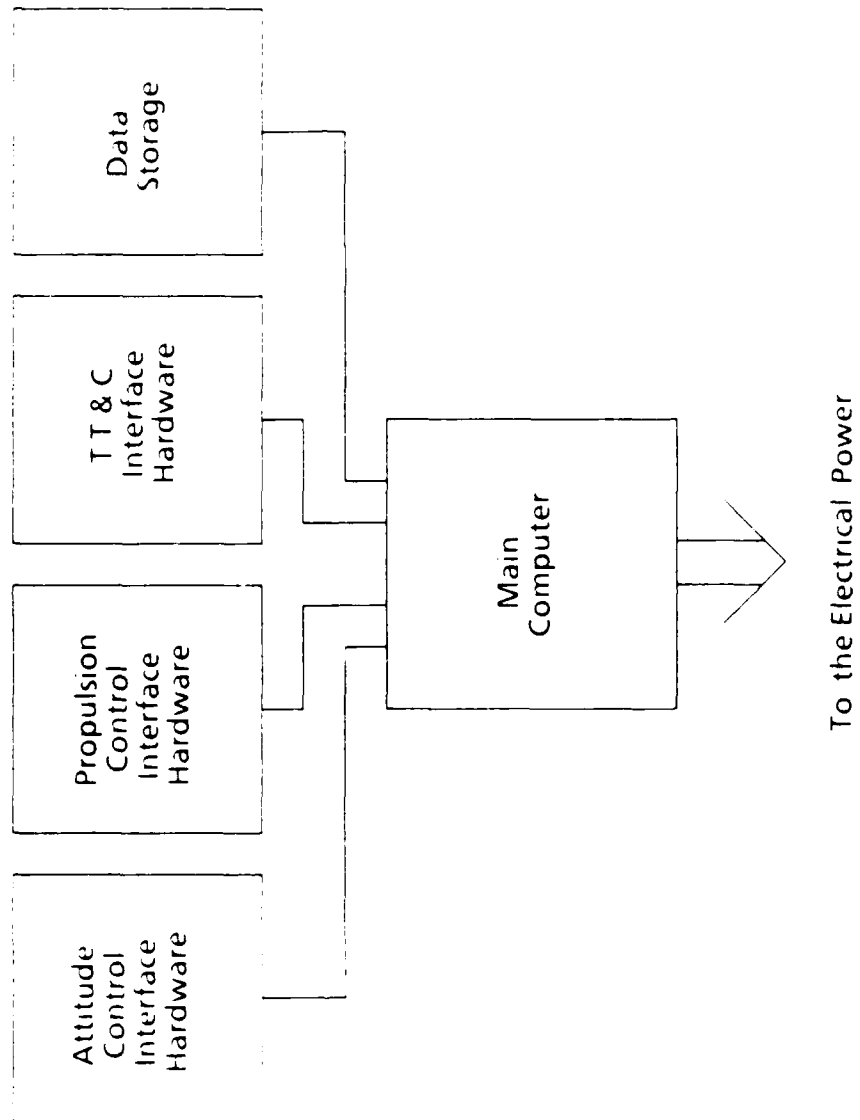 Attitude
Control
Interface
Hardware
Propulsion
Control
Interface
Hardware
T T & C
Interface
Hardware
Data
Storage
Main
Computer
To the Electrical Power